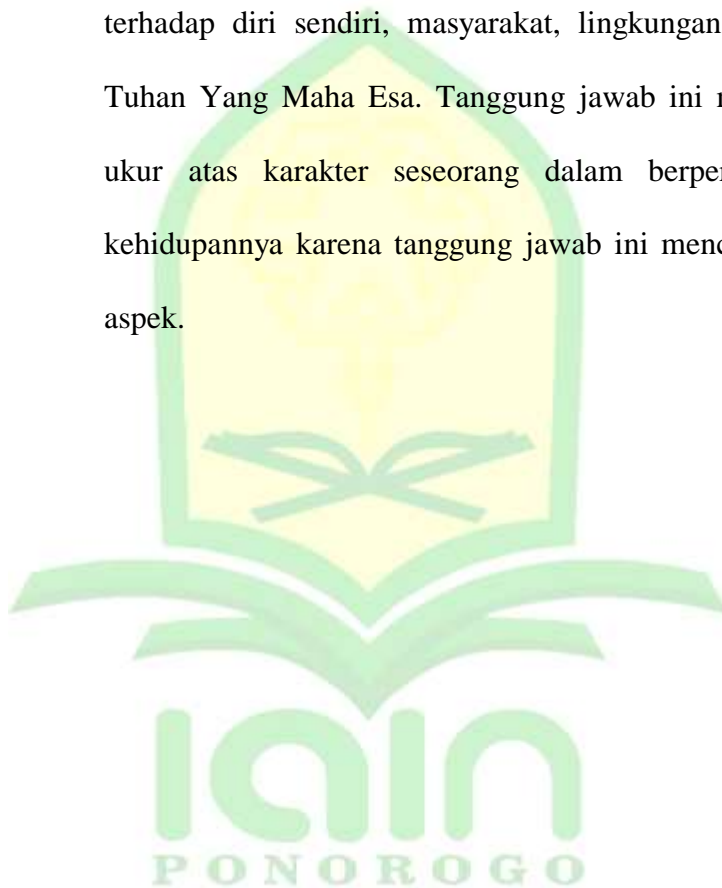 terhadap diri sendiri, masyarakat, lingkungan
Tuhan Yang Maha Esa. Tanggung jawab ini
ukur atas karakter seseorang dalam
kehidupannya karena tanggung jawab ini
aspek.
iain
PONOROGO